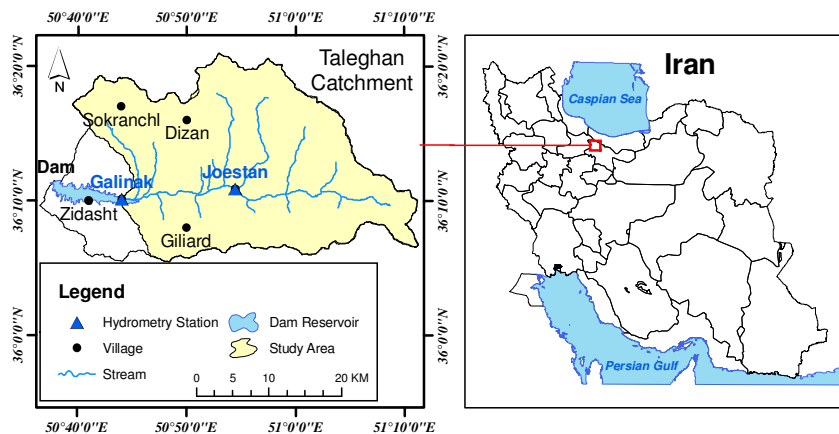 50°40'0"E 50°50'0"E 51°0'0"E 51°10'0"E
36°20'0"N
36°10'0"N
36°0'0"N
Taleghan
Catchment
N
Sokranchl
Dizan
Dam
Galinak
Joestan
Zidasht
Giliard
Legend
Hydrometry Station
Dam Reservoir
Village
Study Area
Stream
0 5 10 20 KM
50°40'0"E 50°50'0"E 51°0'0"E 51°10'0"E
36°20'0"N
36°10'0"N
36°0'0"N
Iran
Caspian Sea
Persian Gulf